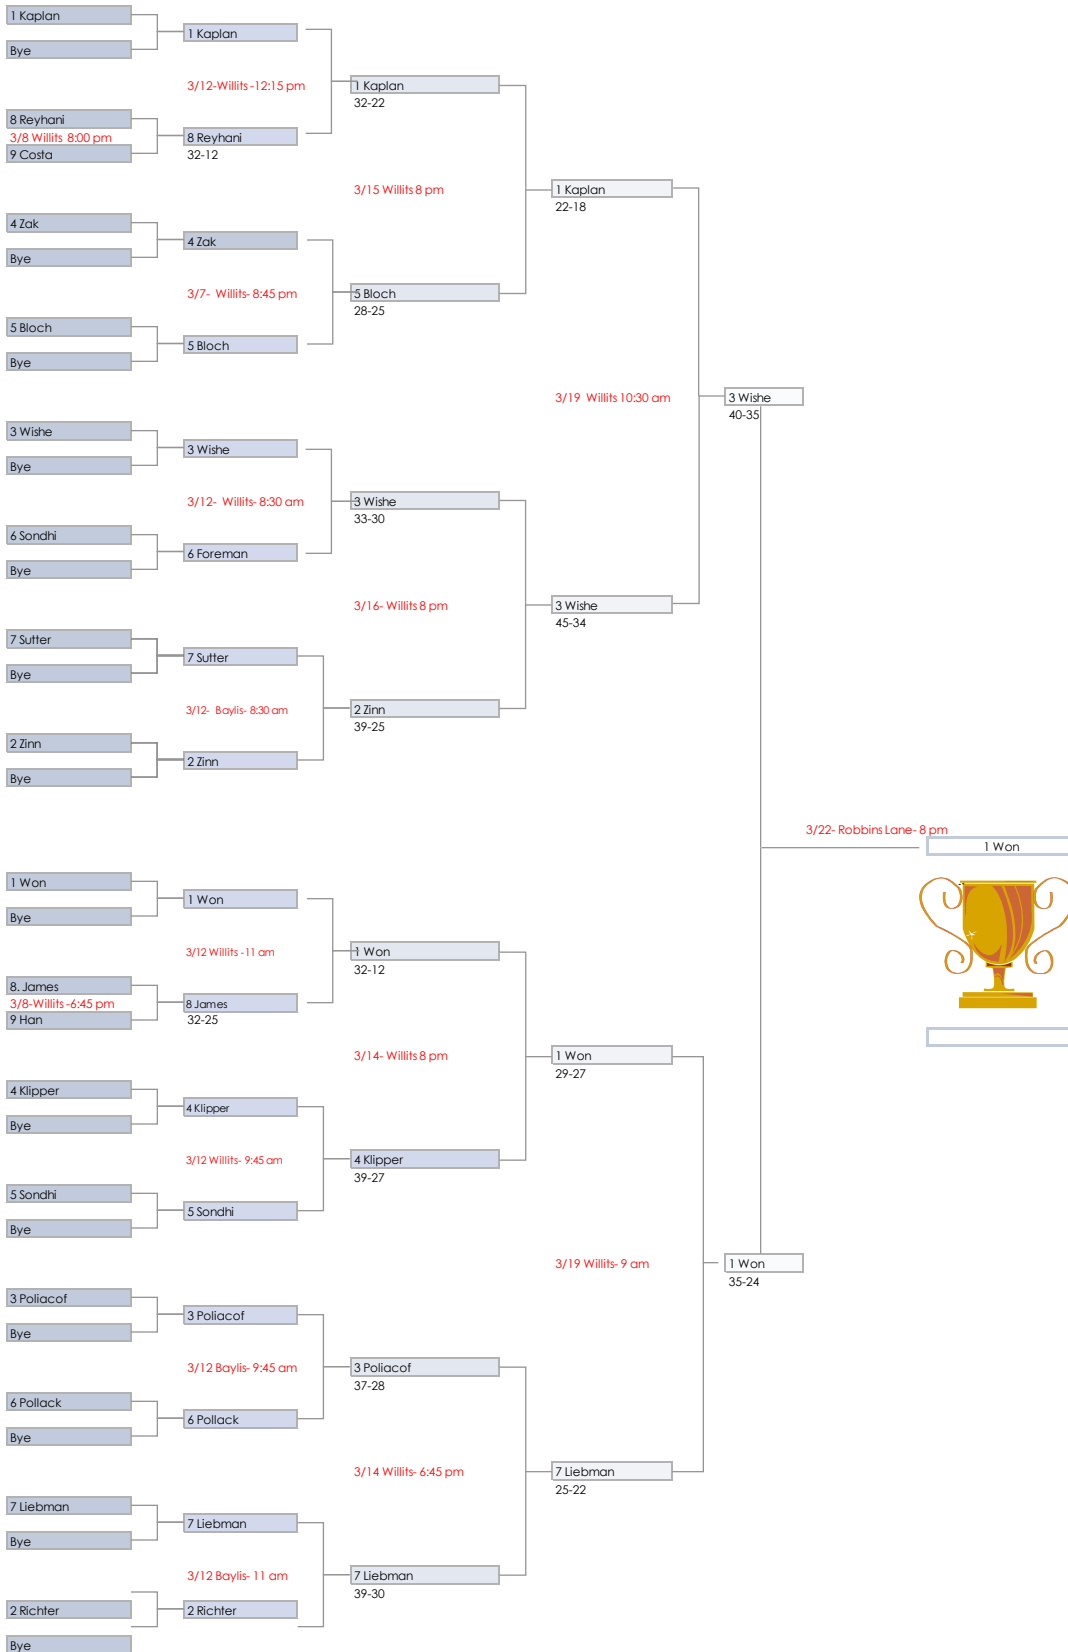 1 Kaplan
1 Kaplan
Bye
3/12-Willits -12:15 pm
1 Kaplan
32-22
8 Reyhani
3/8 Willits 8:00 pm
8 Reyhani
9 Costa
32-12
3/15 Willits 8 pm
1 Kaplan
22-18
4 Zak
4 Zak
Bye
3/7- Willits- 8:45 pm
5 Bloch
28-25
5 Bloch
5 Bloch
Bye
3/19 Willits 10:30 am
3 Wishe
40-35
3 Wishe
3 Wishe
Bye
3/12- Willits- 8:30 am
3 Wishe
33-30
6 Sondhi
6 Foreman
Bye
3/16- Willits 8 pm
3 Wishe
45-34
7 Sutter
7 Sutter
Bye
3/12- Baylis- 8:30 am
2 Zinn
39-25
2 Zinn
2 Zinn
Bye
3/22- Robbins Lane- 8 pm
1 Won
1 Won
1 Won
Bye
3/12 Willits -11 am
1 Won
32-12
8. James
3/8-Willits -6:45 pm
8 James
9 Han
32-25
3/14- Willits 8 pm
1 Won
29-27
4 Klipper
4 Klipper
Bye
3/12 Willits- 9:45 am
4 Klipper
39-27
5 Sondhi
5 Sondhi
Bye
3/19 Willits- 9 am
1 Won
35-24
3 Poliacof
3 Poliacof
Bye
3/12 Baylis- 9:45 am
3 Poliacof
37-28
6 Pollack
6 Pollack
Bye
3/14 Willits- 6:45 pm
7 Liebman
25-22
7 Liebman
7 Liebman
Bye
3/12 Baylis- 11 am
7 Liebman
39-30
2 Richter
2 Richter
Bye